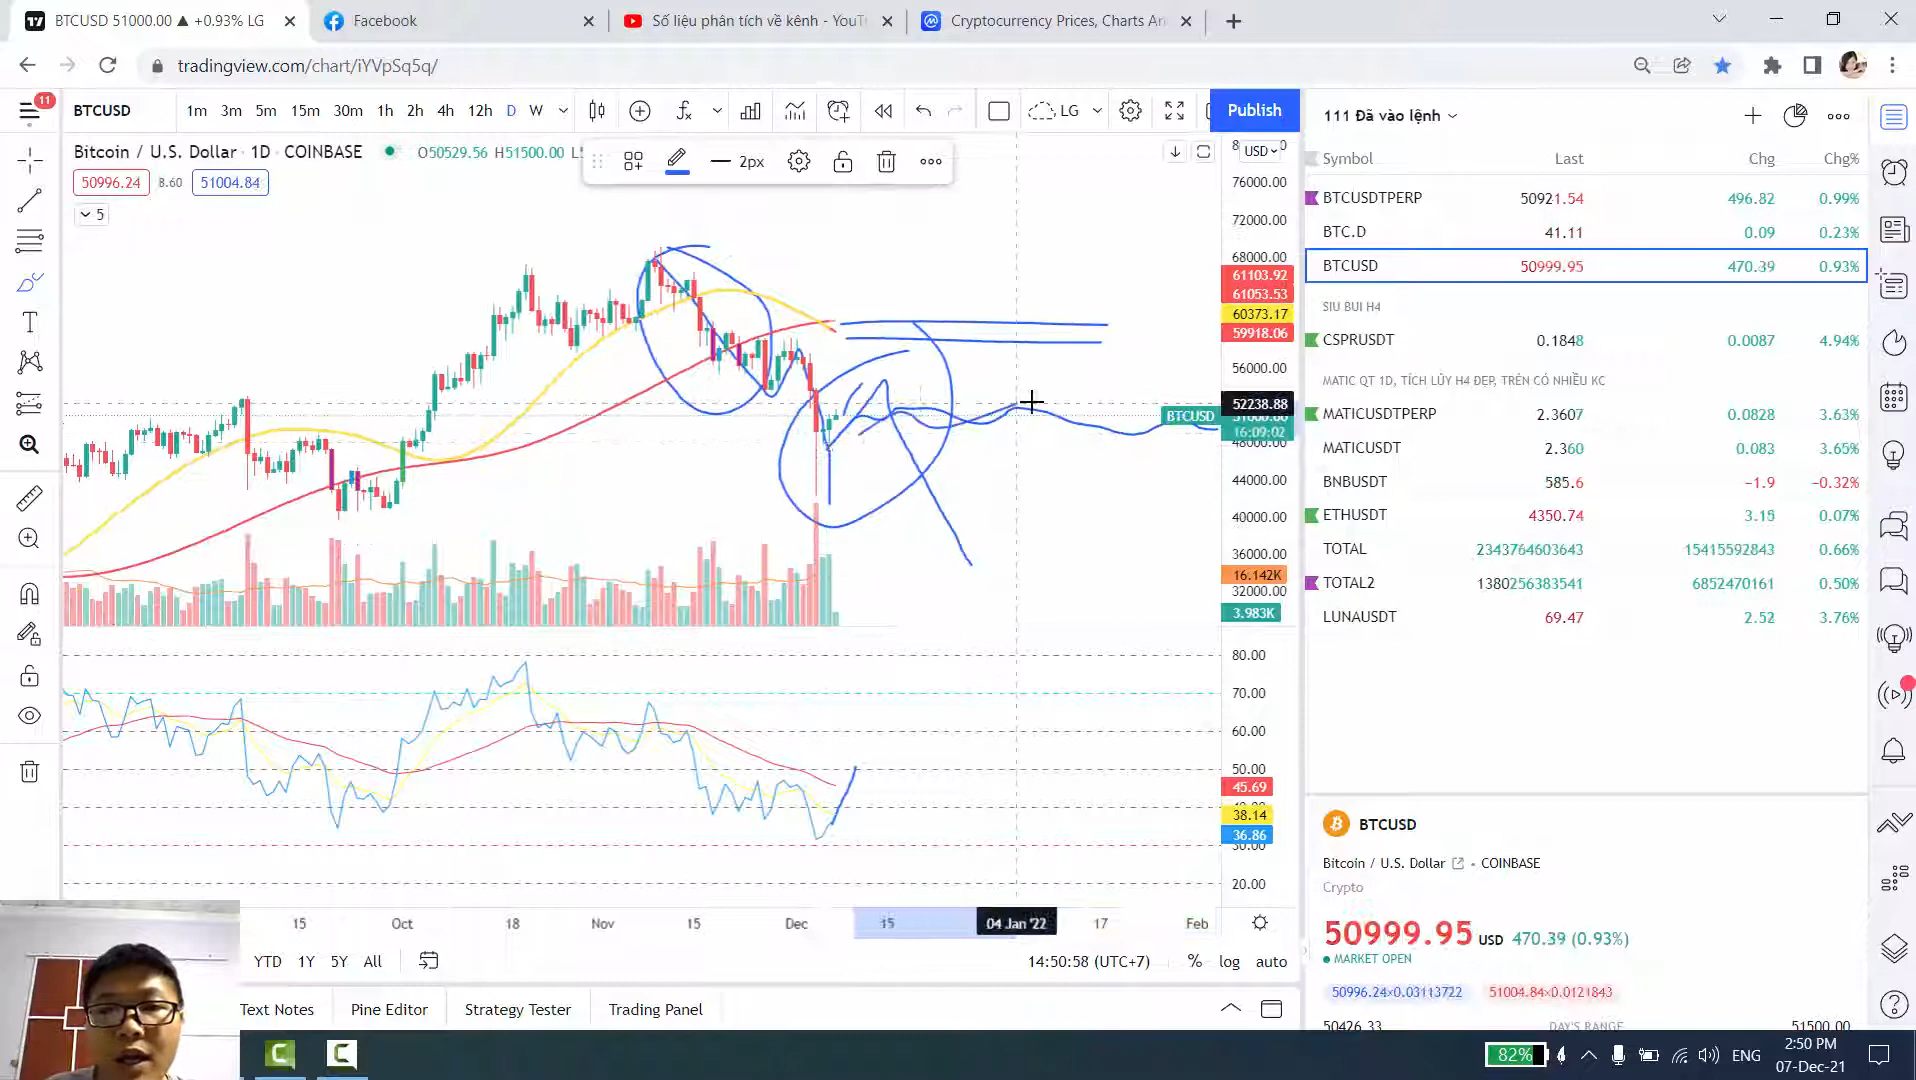 BTCUSD 51000.00 ▲ +0.93% LG
Facebook
Số liệu phân tích về kênh - YouT
Cryptocurrency Prices, Charts An
tradingview.com/chart/iYVpSq5q/
11
BTCUSD
1m 3m 5m 15m 30m 1h 2h 4h 12h D W
LG
Publish
Bitcoin / U.S. Dollar · 1D · COINBASE
O50529.56 H51500.00
2px
50996.24 8.60 51004.84
5
USD
76000.00
72000.00
68000.00
61103.92
61053.53
60373.17
59918.06
56000.00
52238.88
BTCUSD
16:09:02
48000.00
44000.00
40000.00
36000.00
16.142K
32000.00
3.983K
80.00
70.00
60.00
50.00
45.69
38.14
36.86
30.00
20.00
15 Oct 18 Nov 15 Dec 15 04 Jan '22 17 Feb
YTD 1Y 5Y All
14:50:58 (UTC+7) % log auto
Text Notes Pine Editor Strategy Tester Trading Panel
111 Đã vào lệnh
Symbol Last Chg Chg%
BTCUSDTPERP 50921.54 496.82 0.99%
BTC.D 41.11 0.09 0.23%
BTCUSD 50999.95 470.39 0.93%
SIU BUI H4
CSPRUSDT 0.1848 0.0087 4.94%
MATIC QT 1D, TÍCH LŨY H4 ĐẸP, TRÊN CÓ NHIỀU KC
MATICUSDTPERP 2.3607 0.0828 3.63%
MATICUSDT 2.360 0.083 3.65%
BNBUSDT 585.6 −1.9 −0.32%
ETHUSDT 4350.74 3.15 0.07%
TOTAL 2343764603643 15415592843 0.66%
TOTAL2 1380256383541 6852470161 0.50%
LUNAUSDT 69.47 2.52 3.76%
BTCUSD
Bitcoin / U.S. Dollar • COINBASE
Crypto
50999.95 USD 470.39 (0.93%)
MARKET OPEN
50996.24×0.03113722 51004.84×0.0121843
50426.33 DAY'S RANGE 51500.00
82%
ENG
2:50 PM
07-Dec-21